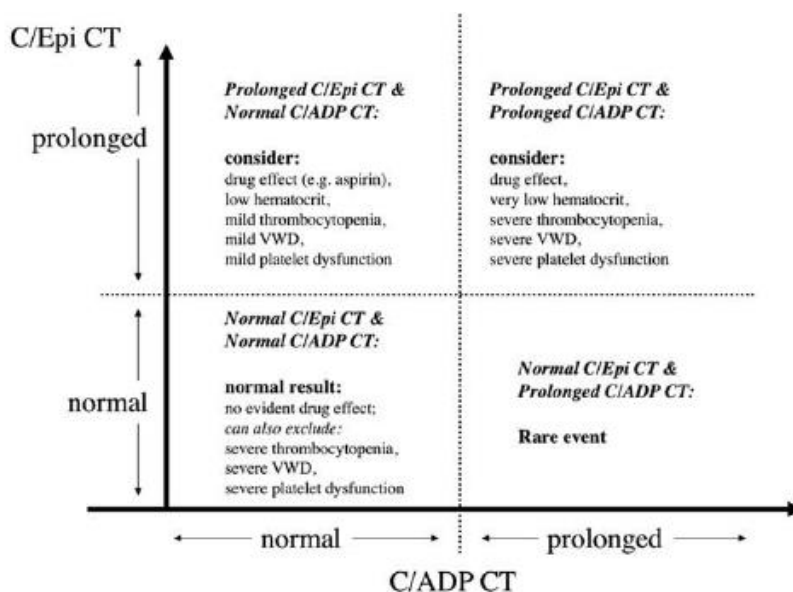 C/Epi CT
prolonged
Prolonged C/Epi CT &
Normal C/ADP CT:
consider:
drug effect (e.g. aspirin),
low hematocrit,
mild thrombocytopenia,
mild VWD,
mild platelet dysfunction
Prolonged C/Epi CT &
Prolonged C/ADP CT:
consider:
drug effect,
very low hematocrit,
severe thrombocytopenia,
severe VWD,
severe platelet dysfunction
normal
Normal C/Epi CT &
Normal C/ADP CT:
normal result:
no evident drug effect;
can also exclude:
severe thrombocytopenia,
severe VWD,
severe platelet dysfunction
Normal C/Epi CT &
Prolonged C/ADP CT:
Rare event
normal
prolonged
C/ADP CT